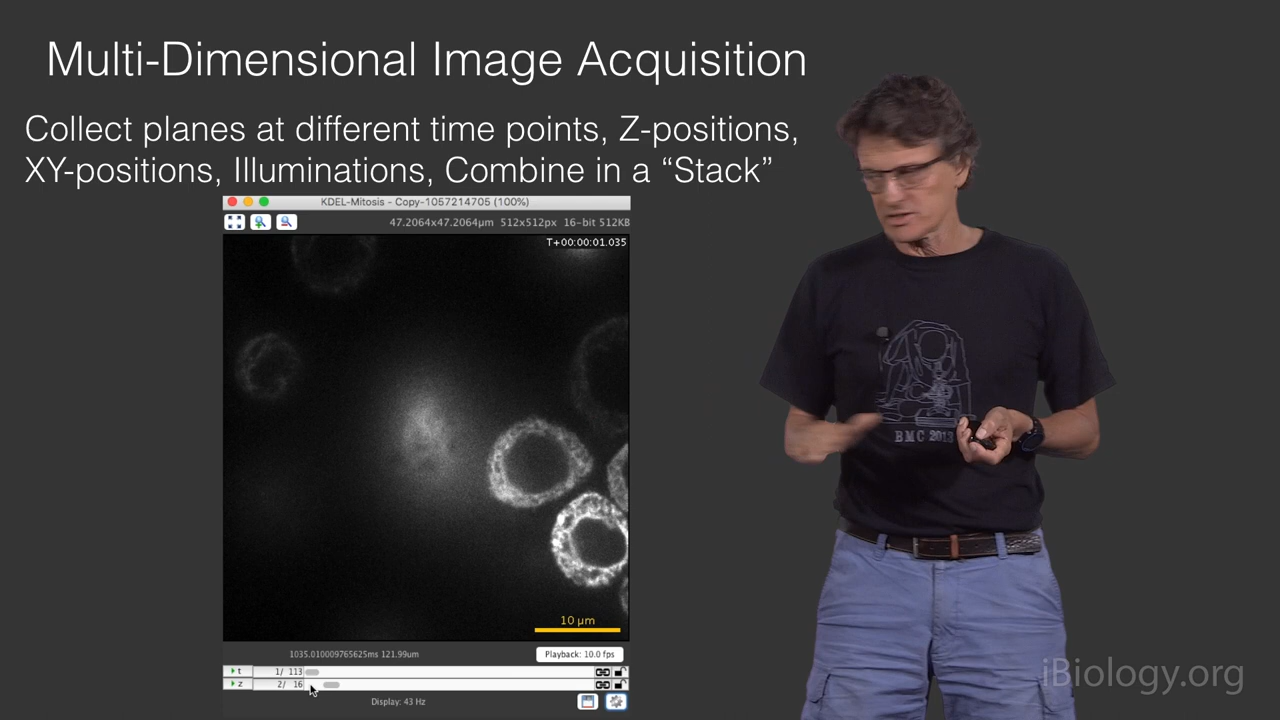 Multi-Dimensional Image Acquisition
Collect planes at different time points, Z-positions,
XY-positions, Illuminations, Combine in a “Stack”
KDEL-Mitosis - Copy-1057214705 (100%)
47.2064x47.2064µm 512x512px 16-bit 512KB
T+00:00:01.035
BMC 2013
10 µm
1035.010009765625ms 121.99um
Playback: 10.0 fps
t 1/ 113
z 2/ 16
Display: 43 Hz
iBiology.org